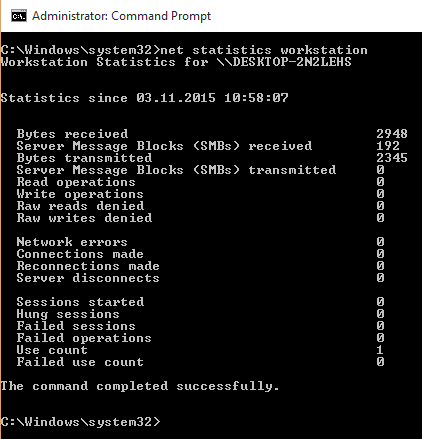 Administrator: Command Prompt
C:\Windows\system32>net statistics workstation
Workstation Statistics for \\DESKTOP-2N2LEHS
Statistics since 03.11.2015 10:58:07
Bytes received 2948
Server Message Blocks (SMBs) received 192
Bytes transmitted 2345
Server Message Blocks (SMBs) transmitted 0
Read operations 0
Write operations 0
Raw reads denied 0
Raw writes denied 0
Network errors 0
Connections made 0
Reconnections made 0
Server disconnects 0
Sessions started 0
Hung sessions 0
Failed sessions 0
Failed operations 0
Use count 1
Failed use count 0
The command completed successfully.
C:\Windows\system32>